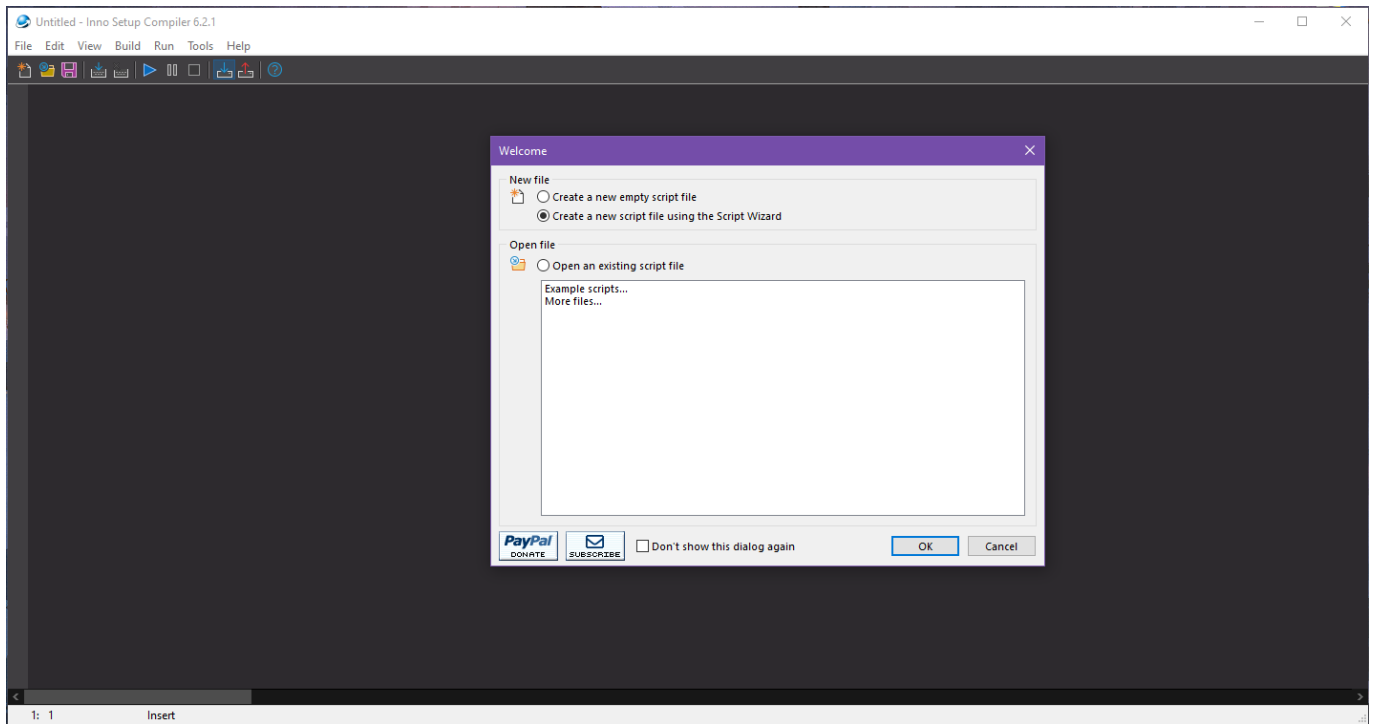 Untitled - Inno Setup Compiler 6.2.1
File Edit View Build Run Tools Help
Welcome
New file
Create a new empty script file
Create a new script file using the Script Wizard
Open file
Open an existing script file
Example scripts...
More files...
PayPal
DONATE
SUBSCRIBE
Don't show this dialog again
OK
Cancel
1: 1 Insert